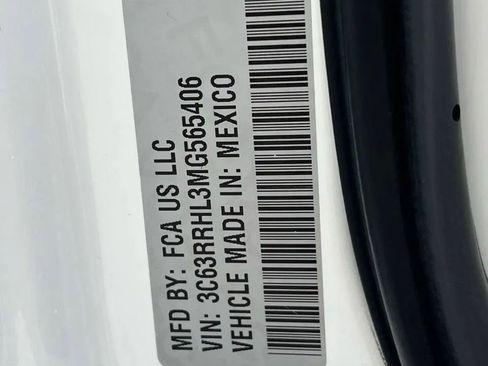 MFD BY: FCA US LLC
VIN: 3C63RRHL3MG565406
VEHICLE MADE IN: MEXICO